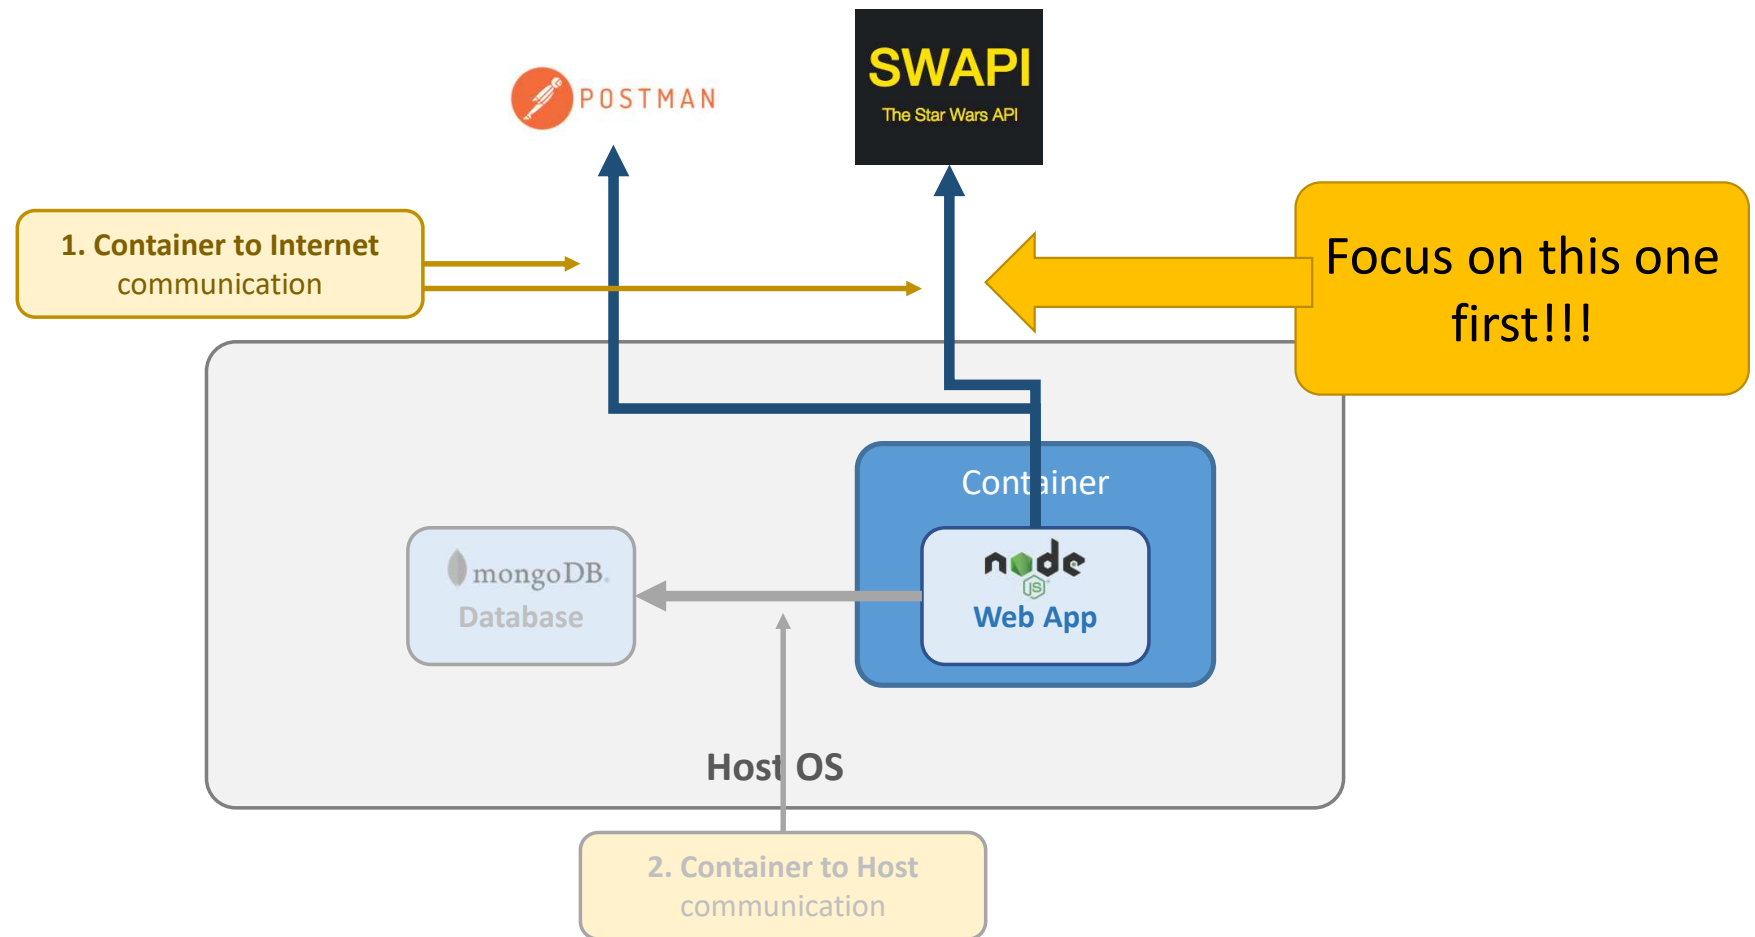 SWAPI
The Star Wars API
POSTMAN
1. Container to Internet
communication
Focus on this one
first!!!
Container
mongoDB.
Database
node
JS
Web App
Host OS
2. Container to Host
communication